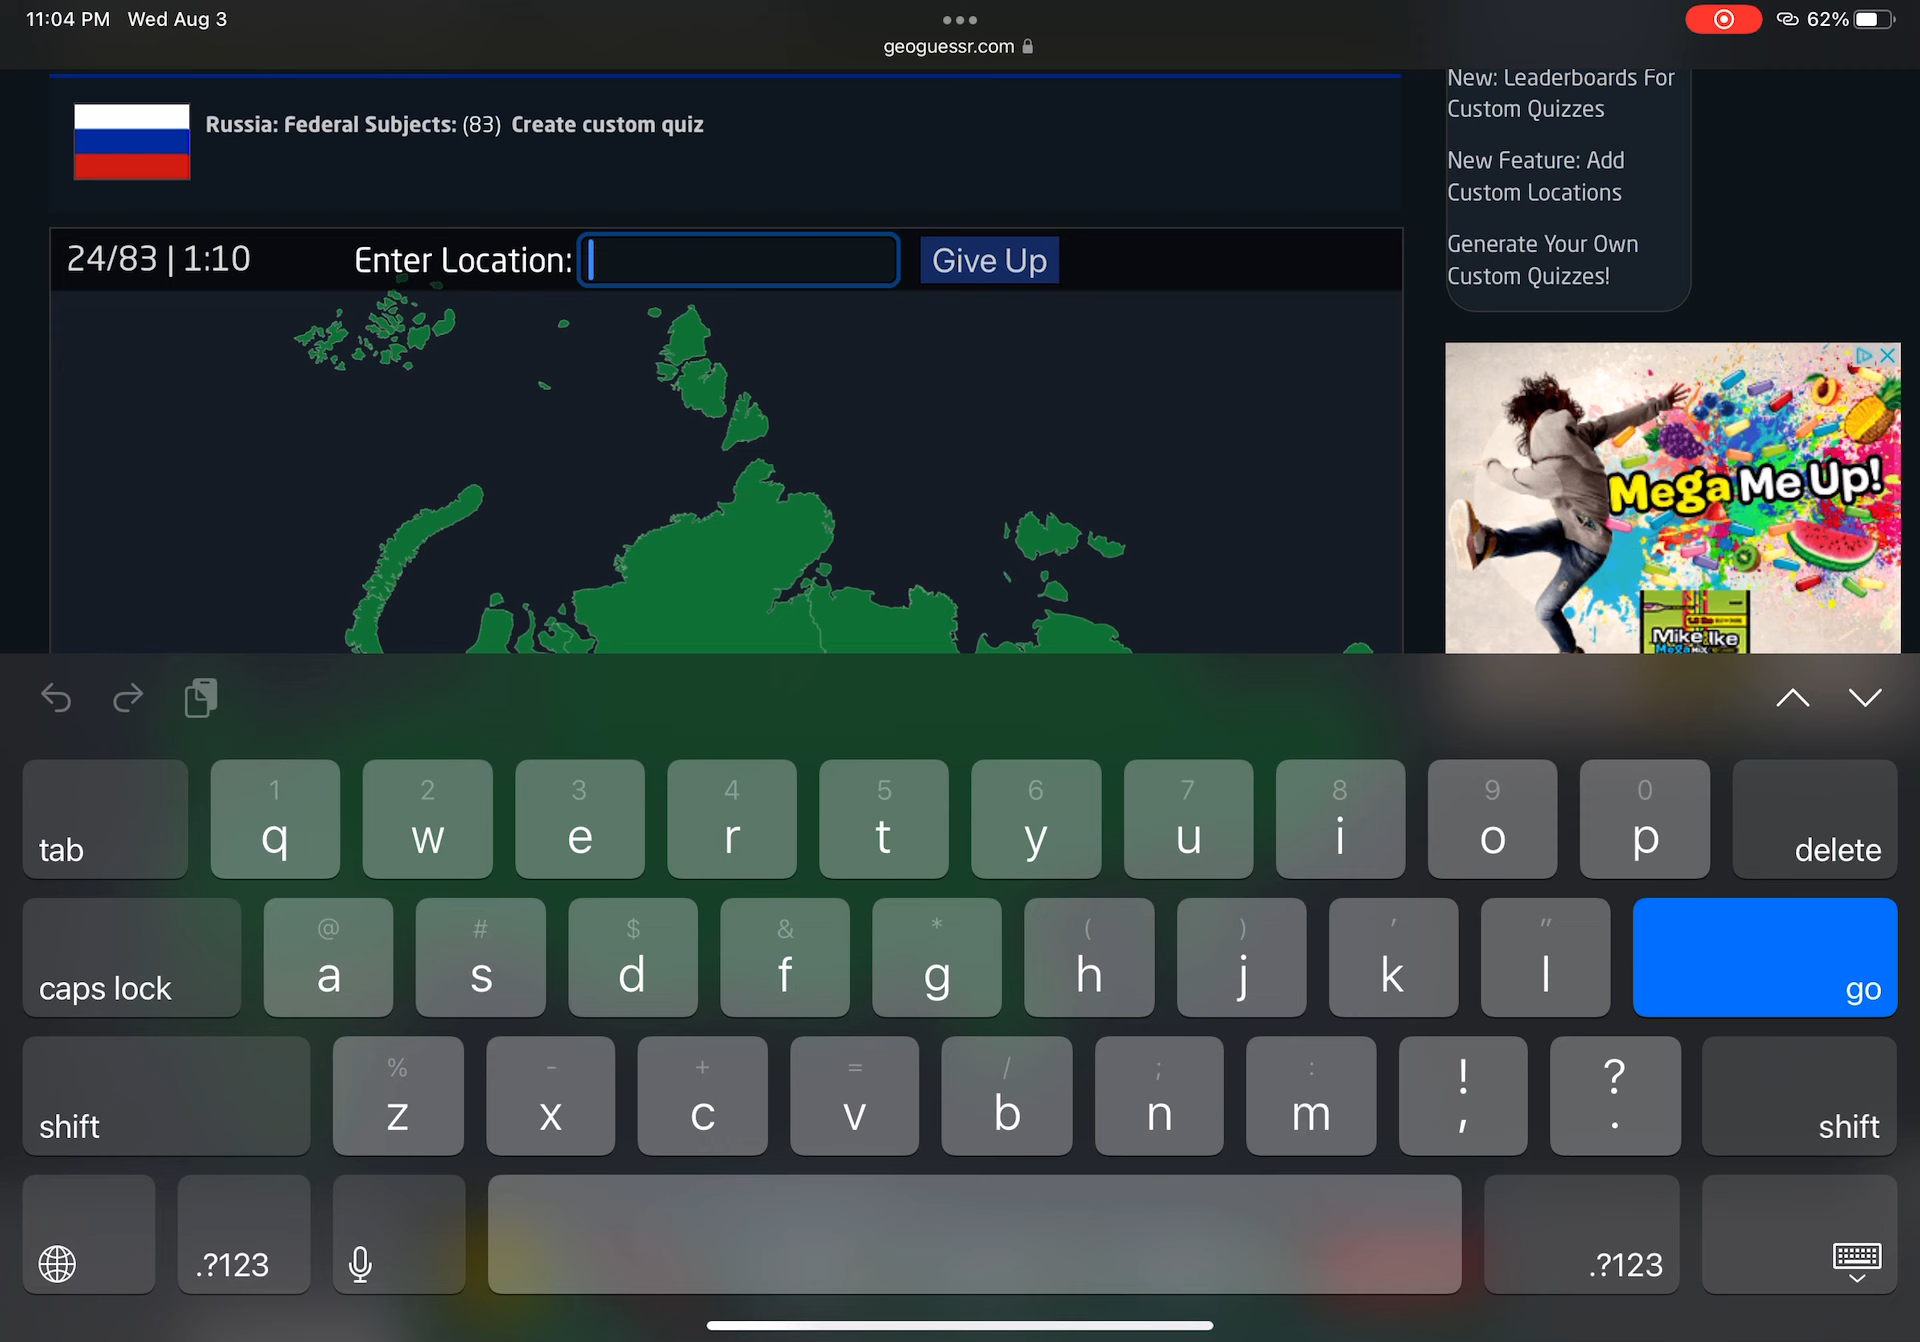 11:04 PM Wed Aug 3
62%
geoguessr.com
Russia: Federal Subjects: (83) Create custom quiz
New: Leaderboards For
Custom Quizzes
New Feature: Add
Custom Locations
Generate Your Own
Custom Quizzes!
24/83 | 1:10
Enter Location:
Give Up
Mega Me Up!
Mike and Ike
Mega Mix
tab
1 2 3 4 5 6 7 8 9 0
q w e r t y u i o p
delete
@ # $ & * ( ) ' "
caps lock
a s d f g h j k l
go
% - + = / ; : ! ?
shift
z x c v b n m , .
shift
.?123
.?123